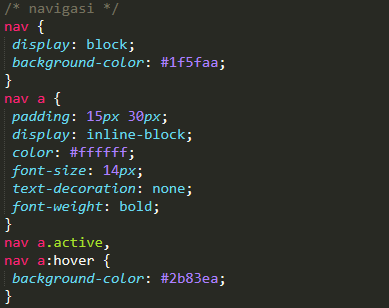 /* navigasi */
nav {
display: block;
background-color: #1f5faa;
}
nav a {
padding: 15px 30px;
display: inline-block;
color: #ffffff;
font-size: 14px;
text-decoration: none;
font-weight: bold;
}
nav a.active,
nav a:hover {
background-color: #2b83ea;
}